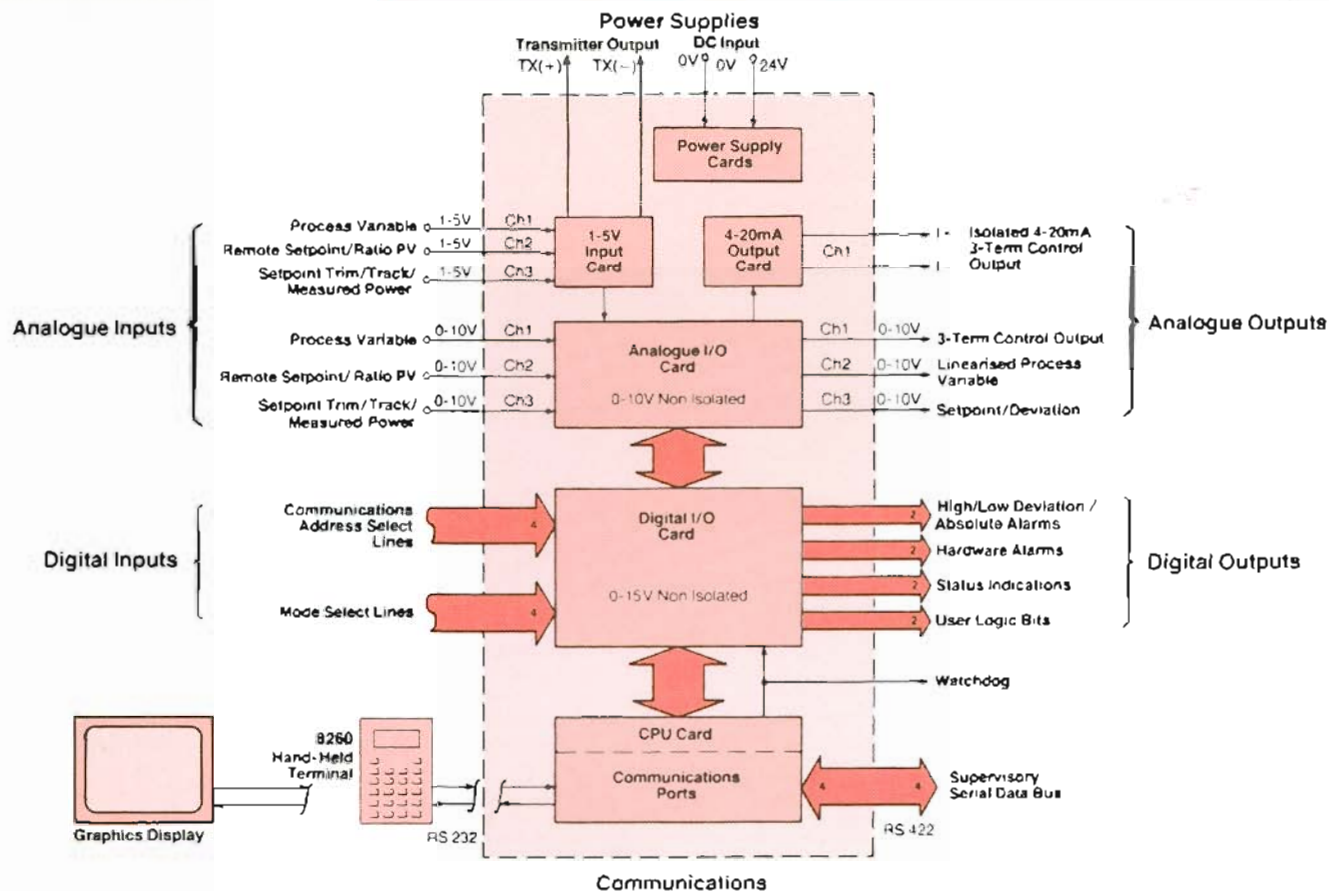 Power Supplies
Transmitter Output
DC Input
TX(+)
TX(−)
0V
0V
24V
Power Supply
Cards
Analogue Inputs
Process Variable
1-5V
Ch1
Remote Setpoint/Ratio PV
1-5V
Ch2
Setpoint Trim/Track/
Measured Power
1-5V
Ch3
1-5V
Input
Card
4-20mA
Output
Card
Ch1
Isolated 4-20mA
3-Term Control
Output
Process Variable
0-10V
Ch1
Remote Setpoint/Ratio PV
0-10V
Ch2
Setpoint Trim/Track/
Measured Power
0-10V
Ch3
Analogue I/O
Card
0-10V Non Isolated
Ch1
0-10V
3-Term Control Output
Ch2
0-10V
Linearised Process
Variable
Ch3
0-10V
Setpoint/Deviation
Analogue Outputs
Digital Inputs
Communications
Address Select
Lines
4
Mode Select Lines
4
Digital I/O
Card
0-15V Non Isolated
2
High/Low Deviation /
Absolute Alarms
2
Hardware Alarms
2
Status Indications
2
User Logic Bits
Digital Outputs
Watchdog
Graphics Display
8260
Hand-Held
Terminal
RS 232
CPU Card
Communications
Ports
4
4
Supervisory
Serial Data Bus
RS 422
Communications